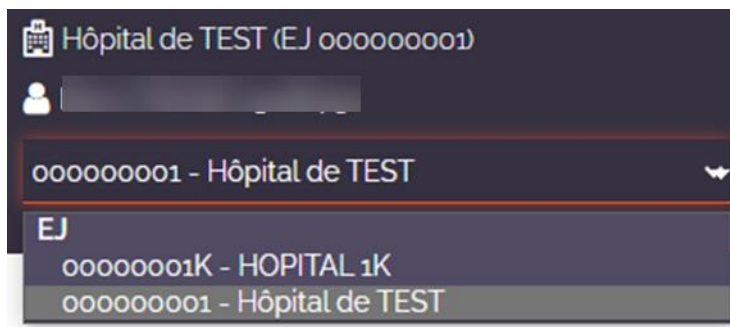 Hôpital de TEST (EJ 000000001)
000000001 - Hôpital de TEST
EJ
00000001K - HOPITAL 1K
000000001 - Hôpital de TEST